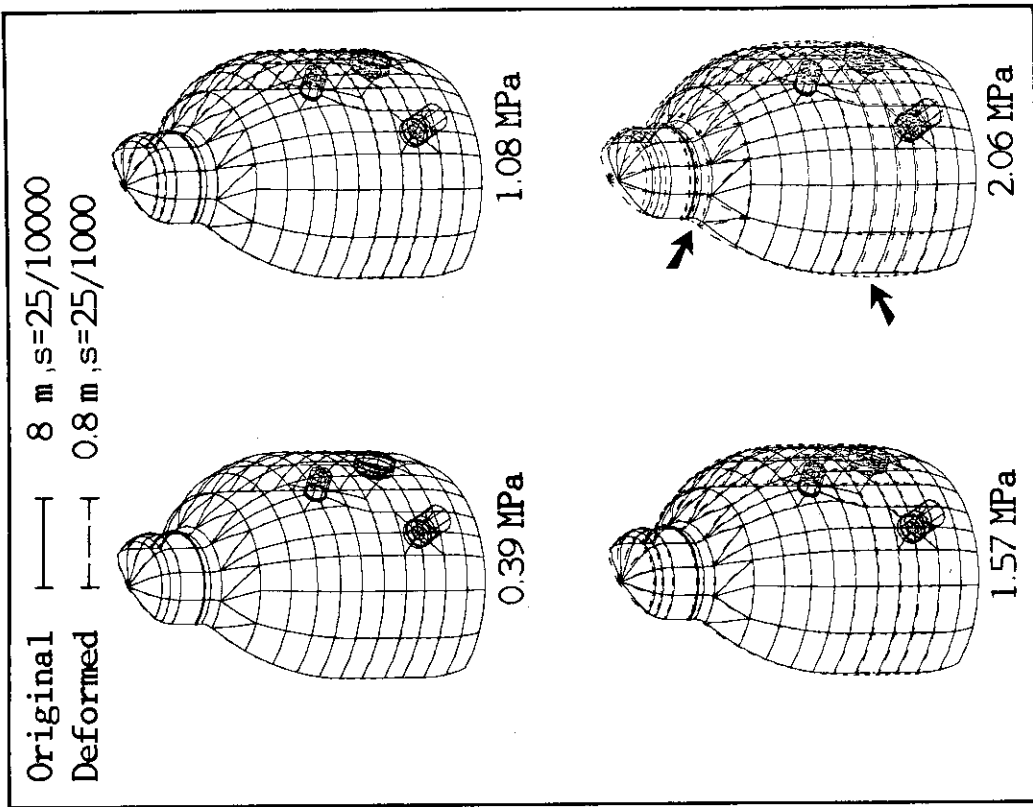 Original 8 m,s=25/10000
Deformed 0.8 m,s=25/1000
0.39 MPa
1.08 MPa
1.57 MPa
2.06 MPa